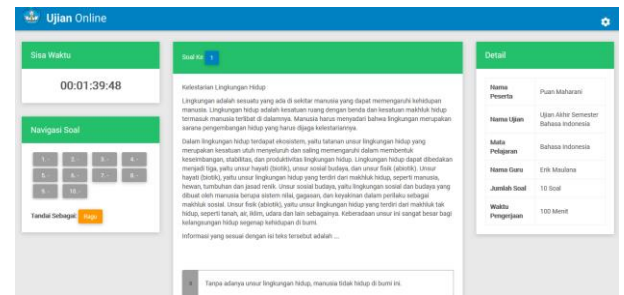 Ujian Online
Sisa Waktu
00:01:39:48
Navigasi Soal
1. - 2. - 3. - 4. -
5. - 6. - 7. - 8. -
9. - 10. -
Tandai Sebagai: Ragu
Soal Ke 1
Kelestarian Lingkungan Hidup
Lingkungan adalah sesuatu yang ada di sekitar manusia yang dapat memengaruhi kehidupan
manusia. Lingkungan hidup adalah kesatuan ruang dengan benda dan kesatuan makhluk hidup
termasuk manusia terlibat di dalamnya. Manusia harus menyadari bahwa lingkungan merupakan
sarana pengembangan hidup yang harus dijaga kelestariannya.
Dalam lingkungan hidup terdapat ekosistem, yaitu tatanan unsur lingkungan hidup yang
merupakan kesatuan utuh menyeluruh dan saling memengaruhi dalam membentuk
keseimbangan, stabilitas, dan produktivitas lingkungan hidup. Lingkungan hidup dapat dibedakan
menjadi tiga, yaitu unsur hayati (biotik), unsur sosial budaya, dan unsur fisik (abiotik). Unsur
hayati (biotik), yaitu unsur lingkungan hidup yang terdiri dari makhluk hidup, seperti manusia,
hewan, tumbuhan dan jasad renik. Unsur sosial budaya, yaitu lingkungan sosial dan budaya yang
dibuat oleh manusia berupa sistem nilai, gagasan, dan keyakinan dalam perilaku sebagai
makhluk sosial. Unsur fisik (abiotik), yaitu unsur lingkungan hidup yang terdiri dari makhluk tak
hidup, seperti tanah, air, iklim, udara dan lain sebagainya. Keberadaan unsur ini sangat besar bagi
kelangsungan hidup segenap kehidupan di bumi.
Informasi yang sesuai dengan isi teks tersebut adalah ....
Tanpa adanya unsur lingkungan hidup, manusia tidak hidup di bumi ini.
Detail
Nama Peserta Puan Maharani
Nama Ujian Ujian Akhir Semester Bahasa Indonesia
Mata Pelajaran Bahasa Indonesia
Nama Guru Erik Maulana
Jumlah Soal 10 Soal
Waktu Pengerjaan 100 Menit